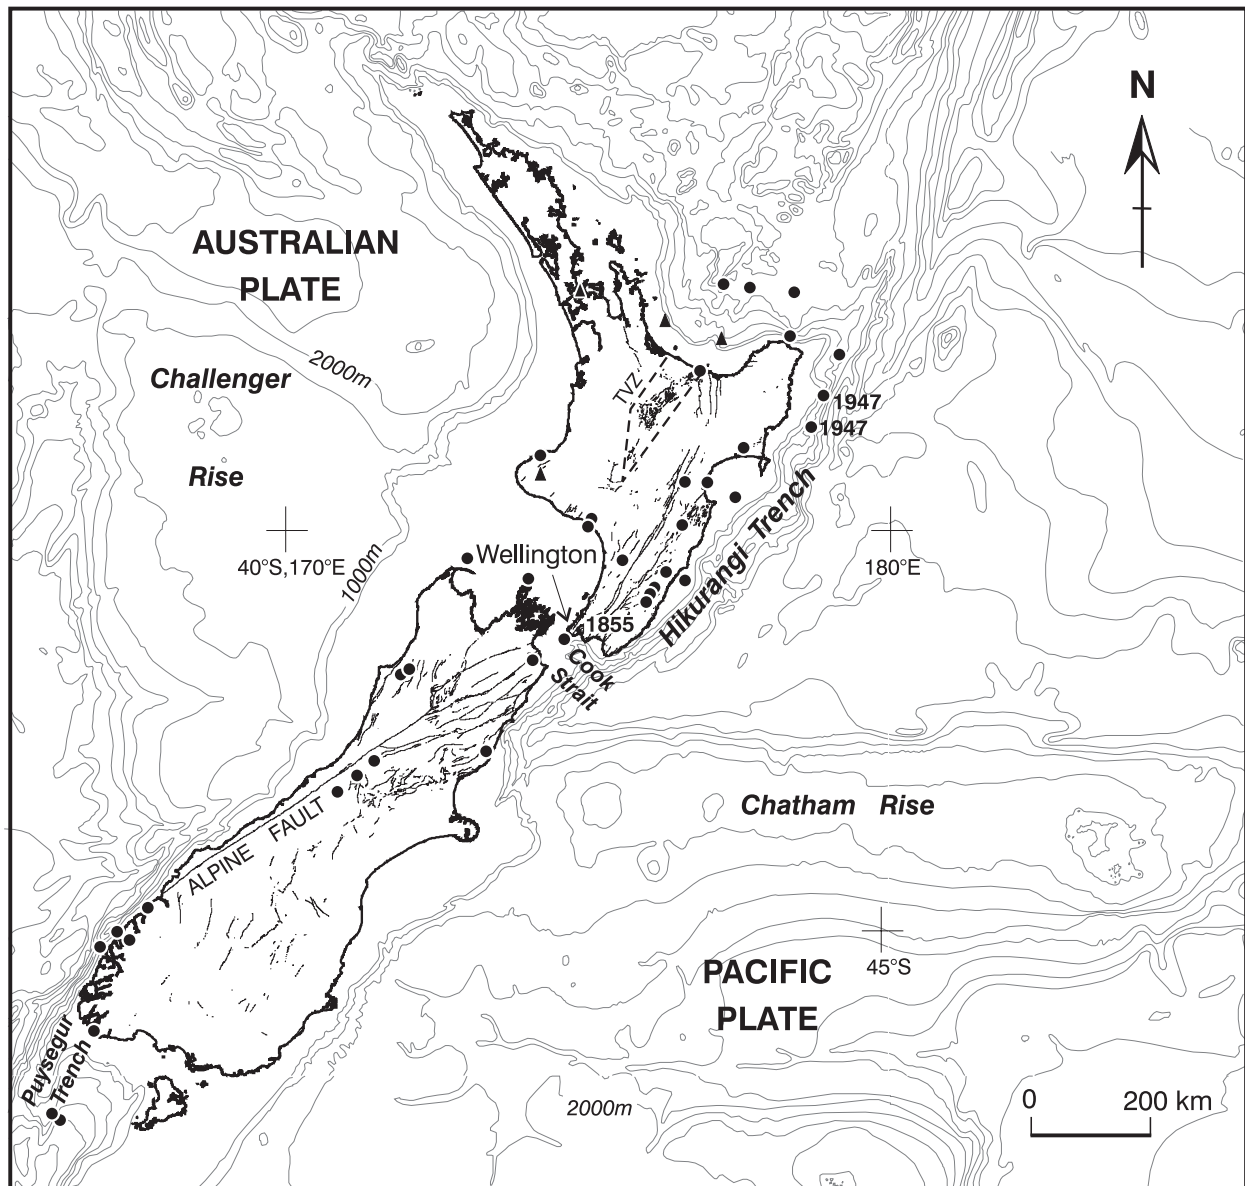 N
AUSTRALIAN
PLATE
2000m
Challenger
Rise
TVZ
1947
1947
40°S,170°E
1000m
Wellington
180°E
Hikurangi Trench
1855
Cook
Strait
Chatham Rise
ALPINE FAULT
PACIFIC
PLATE
45°S
Puysegur
Trench
2000m
0 200 km